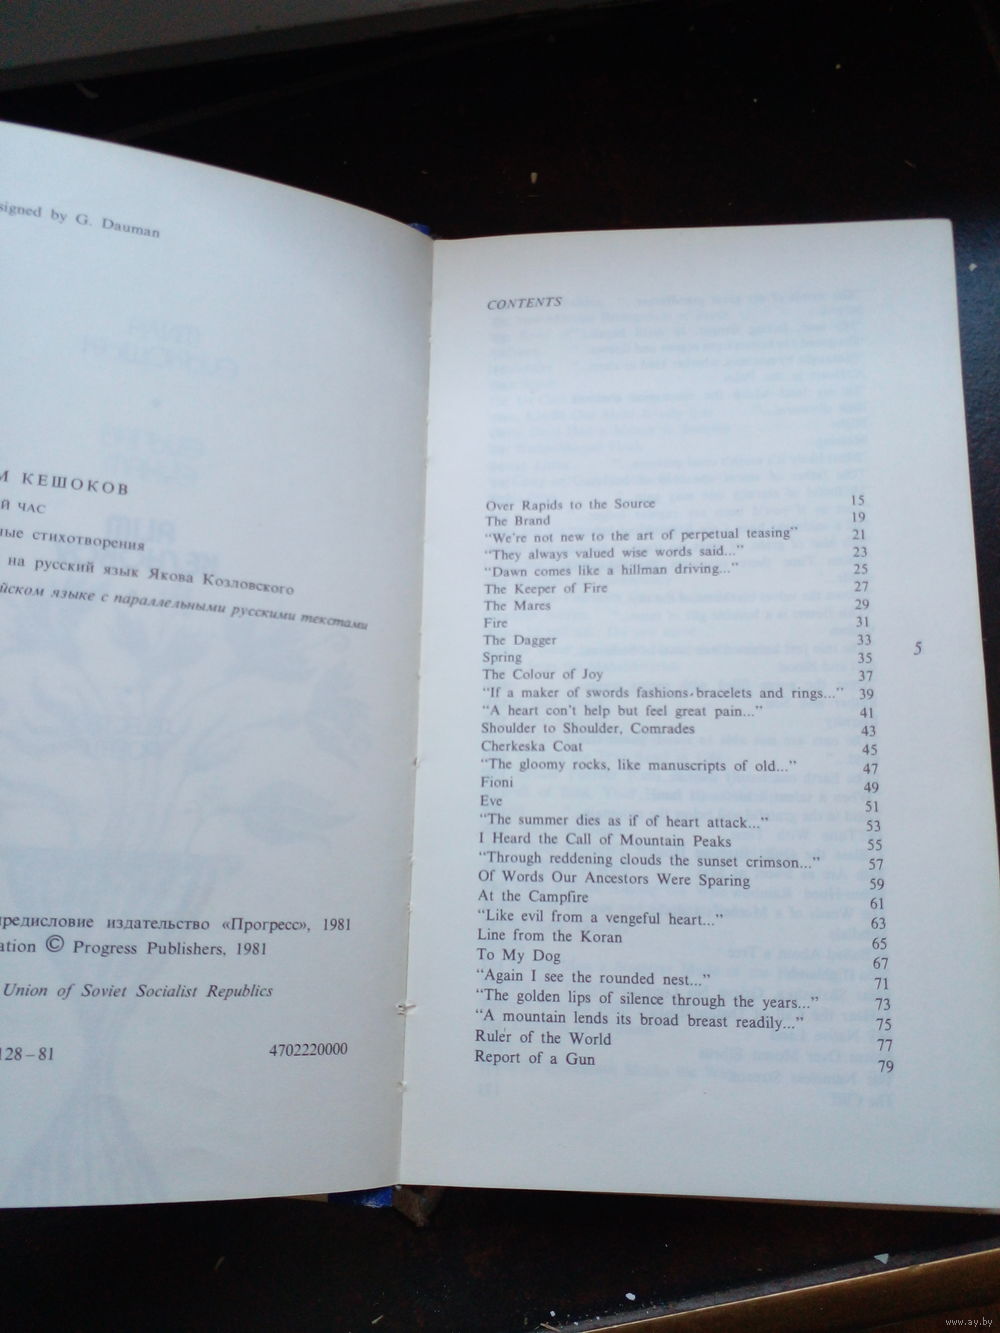 signed by G. Dauman
М КЕШОКОВ
Й ЧАС
ные стихотворения
на русский язык Якова Козловского
йском языке с параллельными русскими текстами
предисловие издательство «Прогресс», 1981
ation © Progress Publishers, 1981
Union of Soviet Socialist Republics
128–81 4702220000
CONTENTS
Over Rapids to the Source 15
The Brand 19
“We're not new to the art of perpetual teasing” 21
“They always valued wise words said...” 23
“Dawn comes like a hillman driving...” 25
The Keeper of Fire 27
The Mares 29
Fire 31
The Dagger 33
Spring 35
The Colour of Joy 37
“If a maker of swords fashions bracelets and rings...” 39
“A heart con't help but feel great pain...” 41
Shoulder to Shoulder, Comrades 43
Cherkeska Coat 45
“The gloomy rocks, like manuscripts of old...” 47
Fioni 49
Eve 51
“The summer dies as if of heart attack...” 53
I Heard the Call of Mountain Peaks 55
“Through reddening clouds the sunset crimson...” 57
Of Words Our Ancestors Were Sparing 59
At the Campfire 61
“Like evil from a vengeful heart...” 63
Line from the Koran 65
To My Dog 67
“Again I see the rounded nest...” 71
“The golden lips of silence through the years...” 73
“A mountain lends its broad breast readily...” 75
Ruler of the World 77
Report of a Gun 79
5
www.ay.by